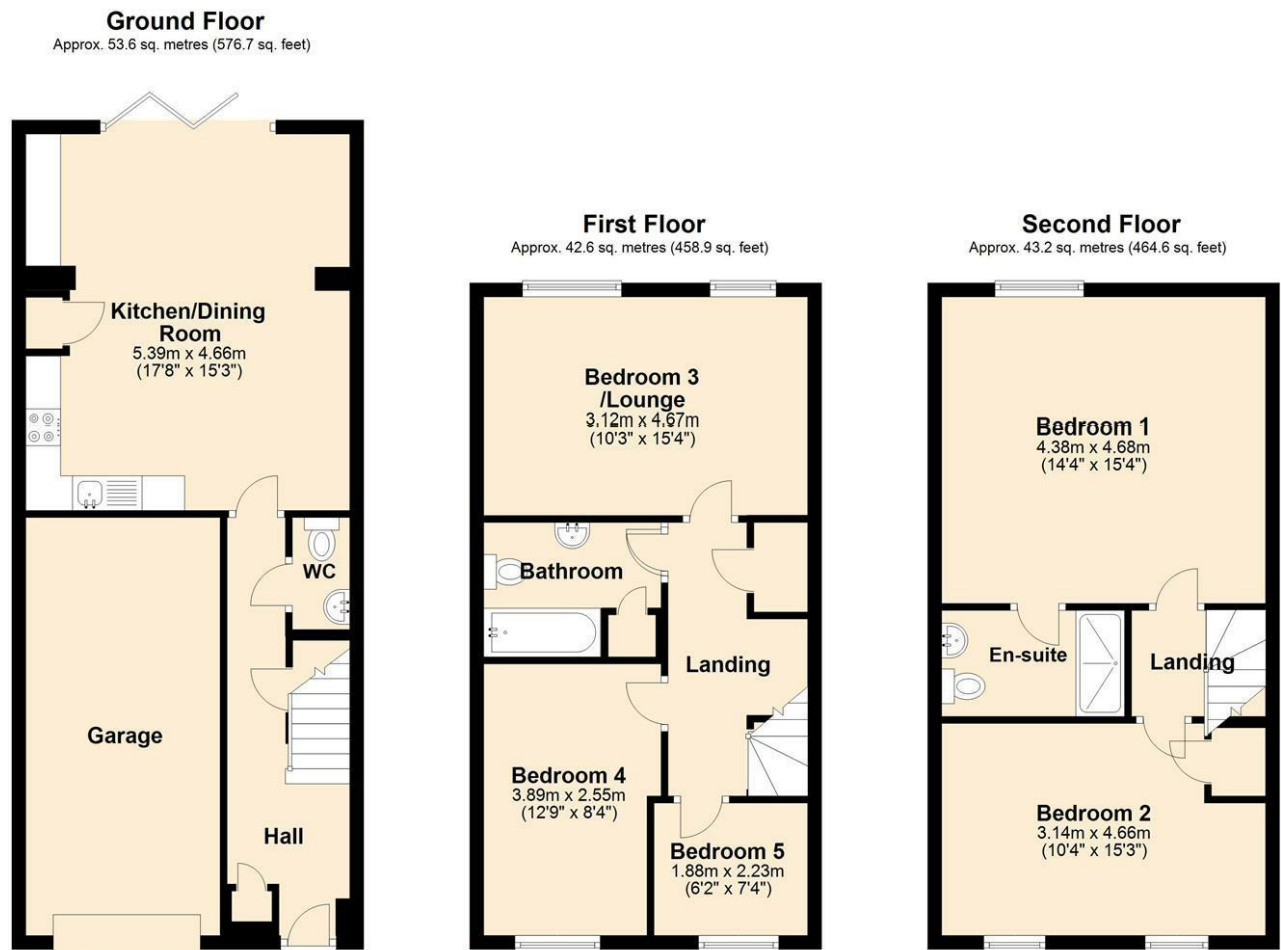 Ground Floor
Approx. 53.6 sq. metres (576.7 sq. feet)
Kitchen/Dining
Room
5.39m x 4.66m
(17'8" x 15'3")
WC
Garage
Hall
First Floor
Approx. 42.6 sq. metres (458.9 sq. feet)
Bedroom 3
/Lounge
3.12m x 4.67m
(10'3" x 15'4")
Bathroom
Landing
Bedroom 4
3.89m x 2.55m
(12'9" x 8'4")
Bedroom 5
1.88m x 2.23m
(6'2" x 7'4")
Second Floor
Approx. 43.2 sq. metres (464.6 sq. feet)
Bedroom 1
4.38m x 4.68m
(14'4" x 15'4")
En-suite
Landing
Bedroom 2
3.14m x 4.66m
(10'4" x 15'3")